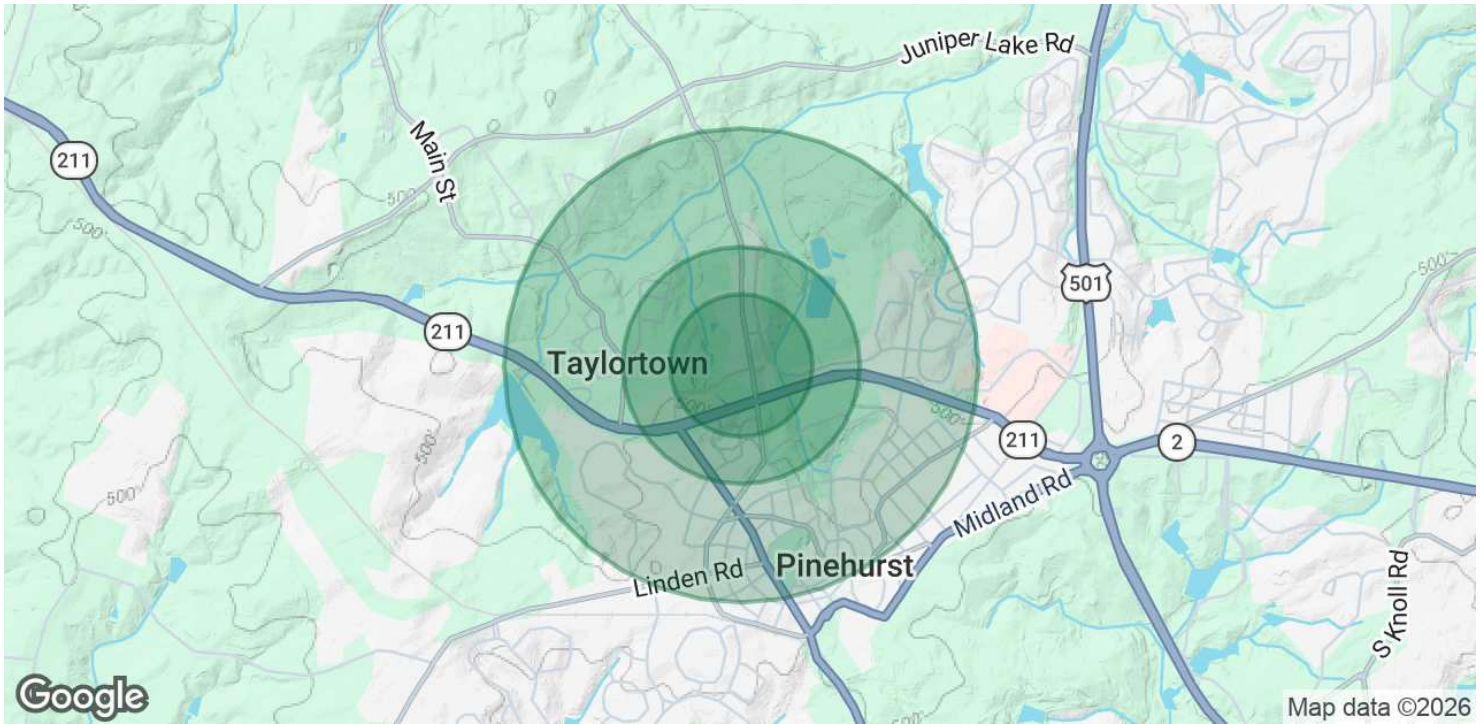 Juniper Lake Rd
Main St
211
500'
500'
500'
501
211
Taylortown
500'
500'
500'
500'
211
2
Midland Rd
Pinehurst
Linden Rd
S Knoll Rd
Google
Map data ©2026